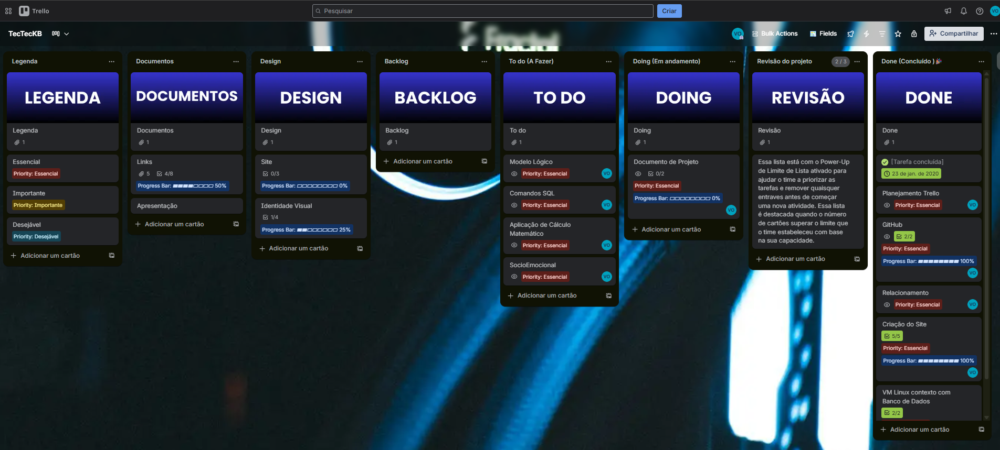 Trello
Pesquisar
Criar
VO
TecTecKB
VO
Bulk Actions
Fields
Compartilhar
Legenda
LEGENDA
Legenda
1
Essencial
Priority: Essencial
Importante
Priority: Importante
Desejável
Priority: Desejável
Adicionar um cartão
Documentos
DOCUMENTOS
Documentos
1
Links
5 4/8
Progress Bar: 50%
Apresentação
Adicionar um cartão
Design
DESIGN
Design
1
Site
0/3
Progress Bar: 0%
Identidade Visual
1/4
Progress Bar: 25%
Adicionar um cartão
Backlog
BACKLOG
Backlog
1
Adicionar um cartão
To do (A Fazer)
TO DO
To do
1
Modelo Lógico
Priority: Essencial VO
Comandos SQL
Priority: Essencial VO
Aplicação de Cálculo
Matemático
Priority: Essencial VO
SocioEmocional
Priority: Essencial VO
Adicionar um cartão
Doing (Em andamento)
DOING
Doing
1
Documento de Projeto
0/2
Priority: Essencial
Progress Bar: 0%
VO
Adicionar um cartão
Revisão do projeto 2 / 3
REVISÃO
Revisão
1
Essa lista está com o Power-Up
de Limite de Lista ativado para
ajudar o time a priorizar as
tarefas e remover quaisquer
entraves antes de começar
uma nova atividade. Essa lista
é destacada quando o número
de cartões superar o limite que
o time estabeleceu com base
na sua capacidade.
Adicionar um cartão
Done (Concluído )🎉
DONE
Done
1
[Tarefa concluída]
23 de jan. de 2020
Planejamento Trello
Priority: Essencial VO
GitHub
2/2
Priority: Essencial
Progress Bar: 100%
VO
Relacionamento
Priority: Essencial VO
Criação do Site
5/5
Priority: Essencial
Progress Bar: 100%
VO
VM Linux contexto com
Banco de Dados
2/2
Adicionar um cartão
Fractal